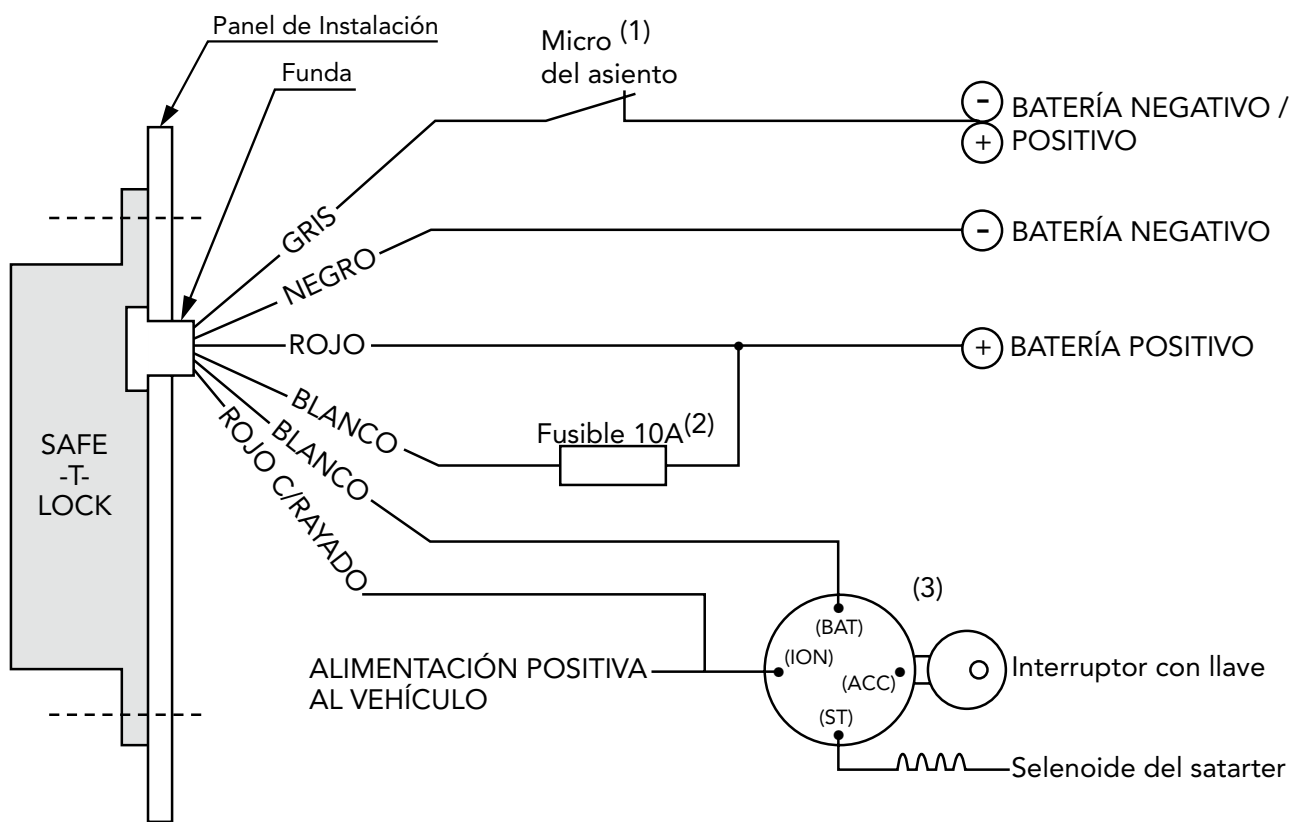 Panel de Instalación
Funda
Micro (1)
del asiento
BATERÍA NEGATIVO /
POSITIVO
GRIS
NEGRO
BATERÍA NEGATIVO
ROJO
BATERÍA POSITIVO
BLANCO
Fusible 10A(2)
BLANCO
ROJO C/RAYADO
SAFE
-T-
LOCK
(3)
(BAT)
(ION)
(ACC)
(ST)
ALIMENTACIÓN POSITIVA
AL VEHÍCULO
Interruptor con llave
Selenoide del satarter